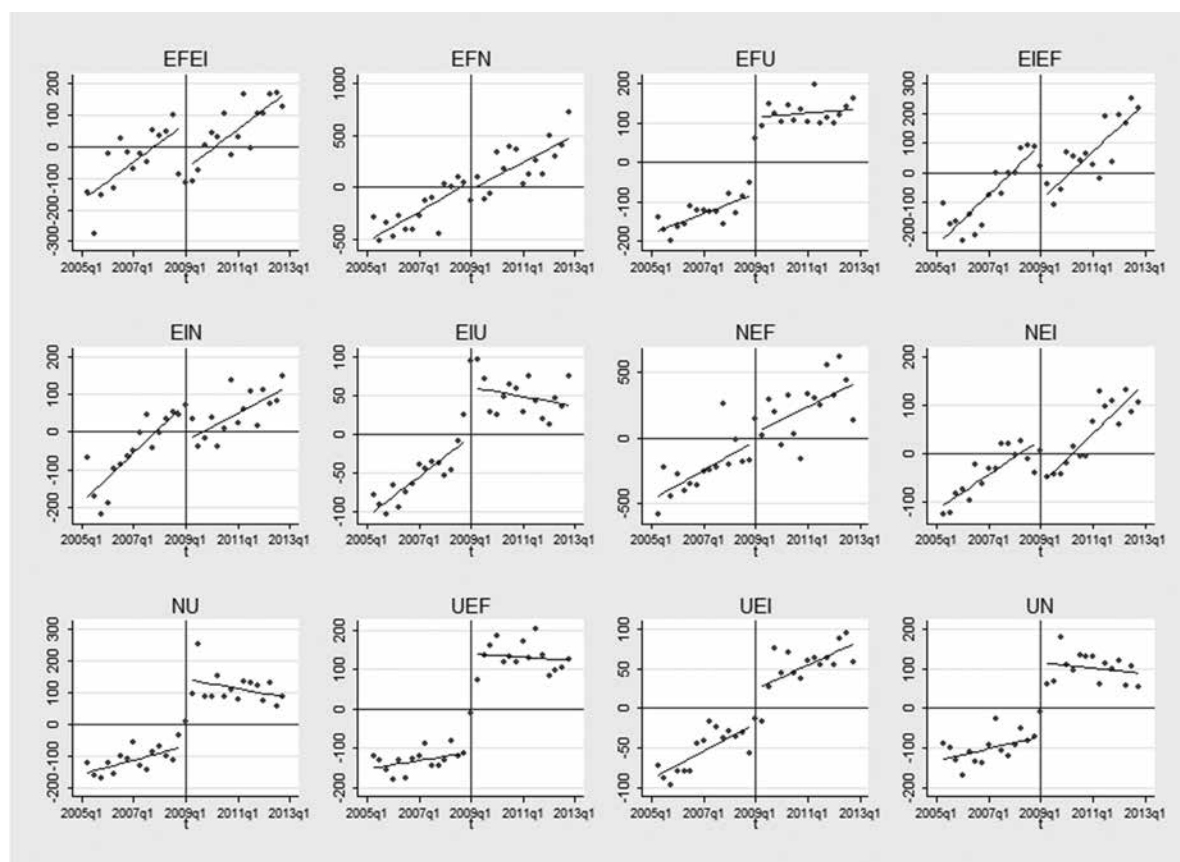 EFEI EFN EFU EIEF
-300-200-100 0 100 200
-500 0 500 1000
-200 -100 0 100 200
-200 -100 0 100 200 300
2005q1 2007q1 2009q1 2011q1 2013q1
t
2005q1 2007q1 2009q1 2011q1 2013q1
t
2005q1 2007q1 2009q1 2011q1 2013q1
t
2005q1 2007q1 2009q1 2011q1 2013q1
t
EIN EIU NEF NEI
-200 -100 0 100 200
-100 -50 0 50 100
-500 0 500
-100 0 100 200
2005q1 2007q1 2009q1 2011q1 2013q1
t
2005q1 2007q1 2009q1 2011q1 2013q1
t
2005q1 2007q1 2009q1 2011q1 2013q1
t
2005q1 2007q1 2009q1 2011q1 2013q1
t
NU UEF UEI UN
-200 -100 0 100 200 300
-200 -100 0 100 200
-100 -50 0 50 100
-200 -100 0 100 200
2005q1 2007q1 2009q1 2011q1 2013q1
t
2005q1 2007q1 2009q1 2011q1 2013q1
t
2005q1 2007q1 2009q1 2011q1 2013q1
t
2005q1 2007q1 2009q1 2011q1 2013q1
t